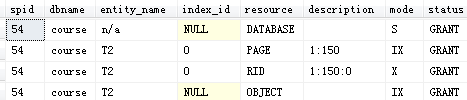 spid dbname entity_name index_id resource description mode status
54 course n/a NULL DATABASE S GRANT
54 course T2 0 PAGE 1:150 IX GRANT
54 course T2 0 RID 1:150:0 X GRANT
54 course T2 NULL OBJECT IX GRANT